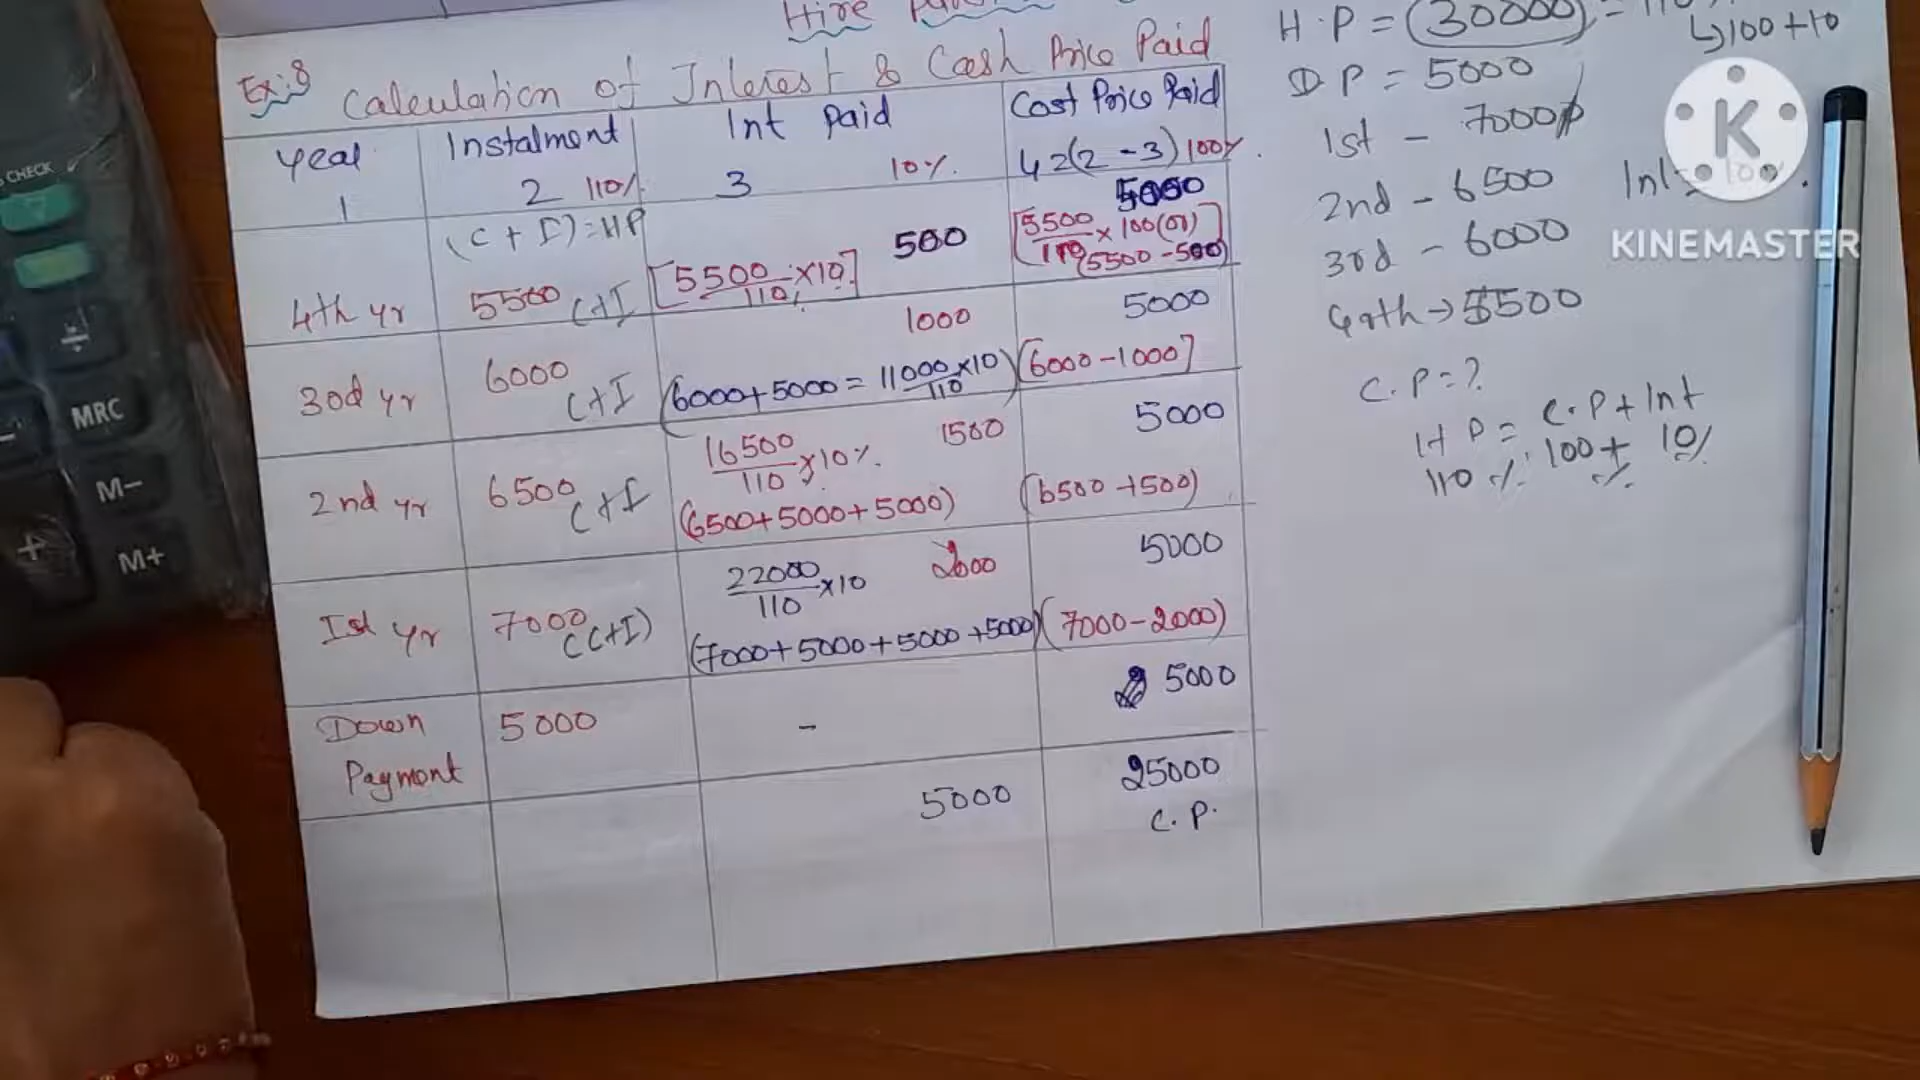 Hire
Ex:8 Calculation of Interest & Cash Price Paid
year Instalment Int Paid Cost Price Paid
1 2 110% 3 10% 4=(2-3) 100%
(C+I)=HP
4th yr 5500 C+I [5500/110 ×10] 500 5000 [5500/110 × 100 (or) (5500-500)]
3rd yr 6000 C+I 1000 5000
(6000+5000 = 11000/110 ×10) (6000-1000)
2nd yr 6500 C+I 16500/110 ×10% 1500 5000
(6500+5000+5000) (6500-1500)
Ist yr 7000 (C+I) 22000/110 ×10 2000 5000
(7000+5000+5000+5000) (7000-2000)
Down Payment 5000 - 5000
5000 25000
C.P.
H.P = 30000 = 110
↳100+10
D P = 5000
1st - 7000
2nd - 6500
3rd - 6000
4th → 5500
Int =
C.P = ?
H P = C.P + Int
110% 100% + 10%
K
KINEMASTER
CHECK
÷
MRC
-
M-
+
M+